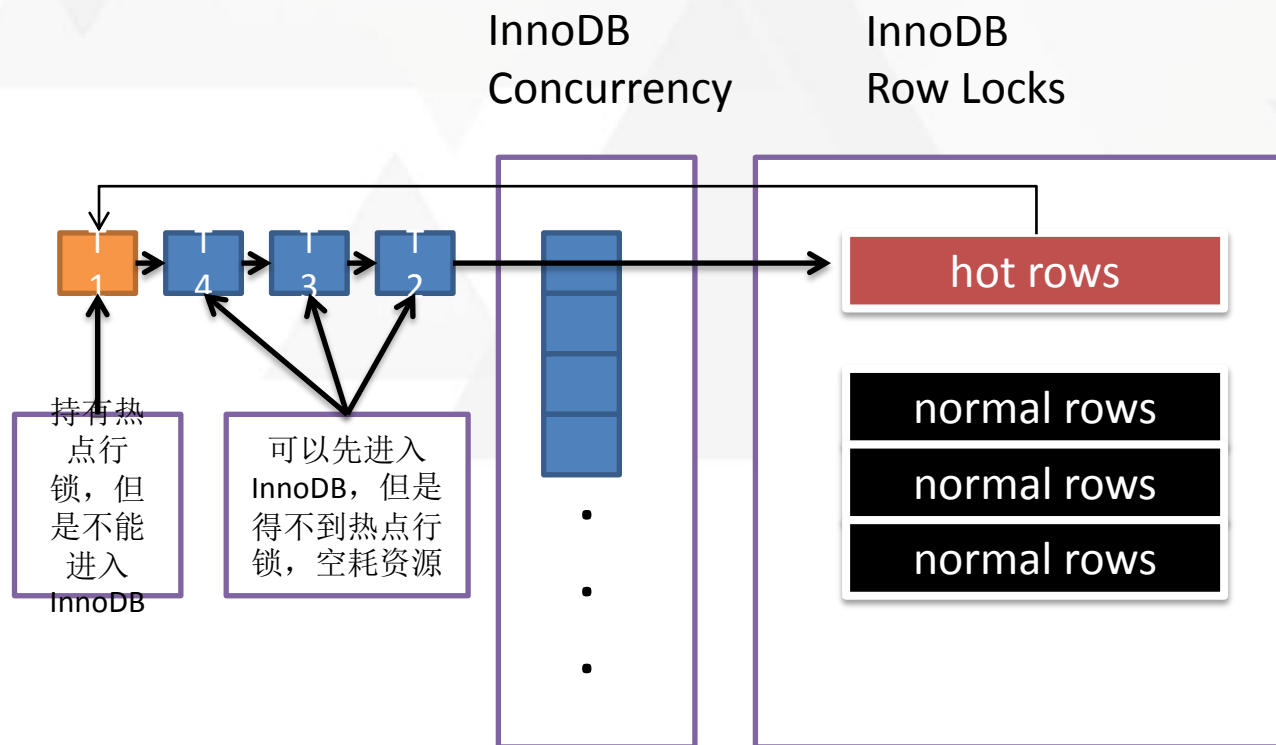 InnoDB
Concurrency
InnoDB
Row Locks
T
1
T
4
T
3
T
2
hot rows
normal rows
normal rows
normal rows
持有热
点行
锁，但
是不能
进入
InnoDB
可以先进入
InnoDB，但是
得不到热点行
锁，空耗资源